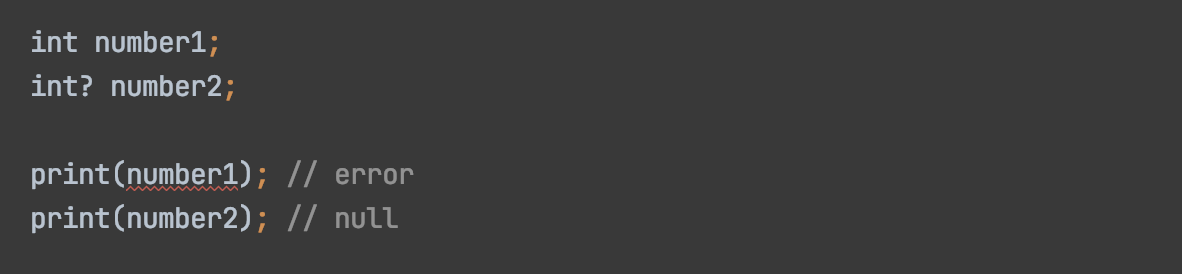 int number1;
int? number2;
print(number1); // error
print(number2); // null